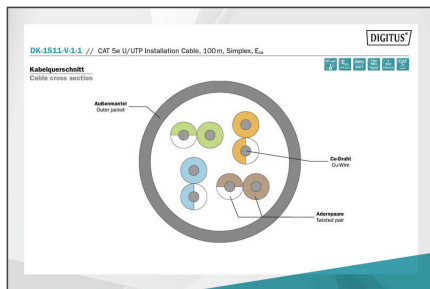 DIGITUS®
DK-1511-V-1-1 // CAT 5e U/UTP Installation Cable, 100m, Simplex, Eca
Kabelquerschnitt
Cable cross section
Außenmantel
Outer jacket
Cu-Draht
Cu-Wire
Adernpaare
Twisted pair